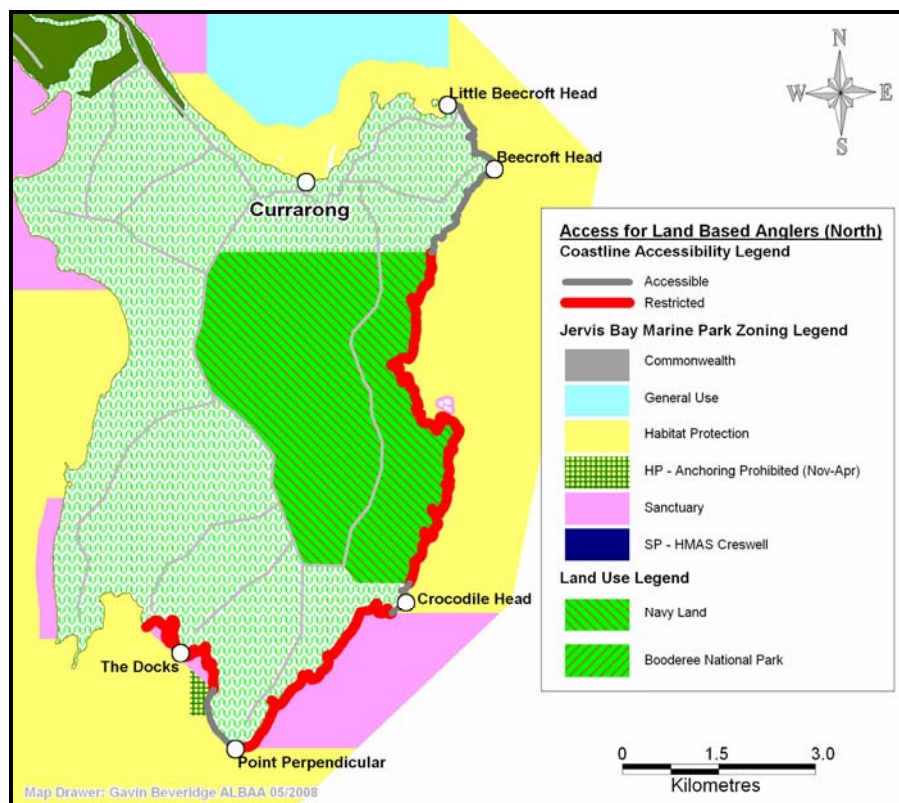 N
W E
S
Little Beecroft Head
Beecroft Head
Currarong
Access for Land Based Anglers (North)
Coastline Accessibility Legend
Accessible
Restricted
Jervis Bay Marine Park Zoning Legend
Commonwealth
General Use
Habitat Protection
HP - Anchoring Prohibited (Nov-Apr)
Sanctuary
SP - HMAS Creswell
Land Use Legend
Navy Land
Booderee National Park
Crocodile Head
The Docks
Point Perpendicular
0 1.5 3.0
Kilometres
Map Drawer: Gavin Beveridge ALBAA 05/2008